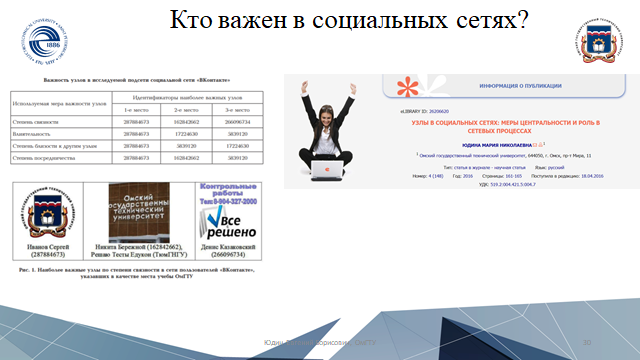 Кто важен в социальных сетях?
1886
Важность узлов в исследуемой подсети социальной сети «ВКонтакте»
Используемая мера важности узлов
Идентификаторы наиболее важных узлов
1-е место 2-е место 3-е место
Степень связности 287884673 162842662 266096734
Влиятельность 287884673 17224630 3839120
Степень близости к другим узлам 287884673 3839120 17224630
Степень посредничества 287884673 162842662 3839120
Омский
государственный
технический
университет
Контрольные
работы
Тел: 8-904-327-2000
Все
решено
Иванов Сергей
(287884673)
Никита Бережной (162842662),
Решаю Тесты Едукон (ТюмГНГУ)
Денис Казаковский
(266096734)
Рис. 1. Наиболее важные узлы по степени связности в сети пользователей «ВКонтакте»,
указавших в качестве места учебы ОмГТУ
ИНФОРМАЦИЯ О ПУБЛИКАЦИИ
eLIBRARY ID: 26206620
УЗЛЫ В СОЦИАЛЬНЫХ СЕТЯХ: МЕРЫ ЦЕНТРАЛЬНОСТИ И РОЛЬ В
СЕТЕВЫХ ПРОЦЕССАХ
ЮДИНА МАРИЯ НИКОЛАЕВНА 1
1 Омский государственный технический университет, 644050, г. Омск, пр-т Мира, 11
Тип: статья в журнале - научная статья Язык: русский
Номер: 4 (148) Год: 2016 Страницы: 161-165 Поступила в редакцию: 18.04.2016
УДК: 519.2:004.421.5:004.7
ОмГТУ
30